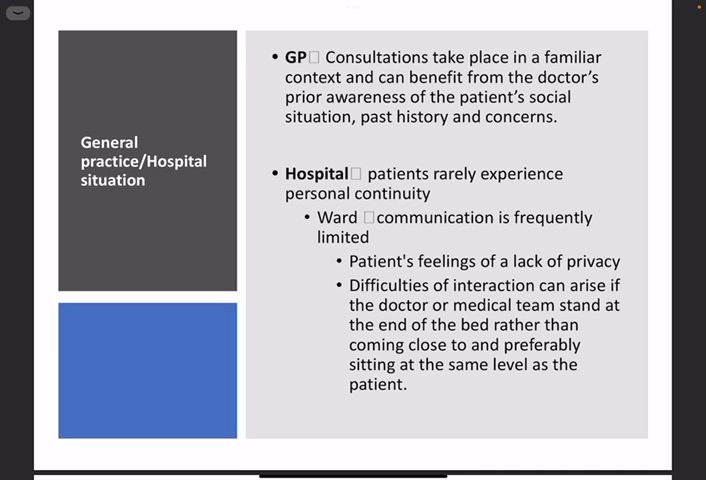 General
practice/Hospital
situation
• GP□ Consultations take place in a familiar
context and can benefit from the doctor's
prior awareness of the patient's social
situation, past history and concerns.
• Hospital□ patients rarely experience
personal continuity
• Ward □communication is frequently
limited
• Patient's feelings of a lack of privacy
• Difficulties of interaction can arise if
the doctor or medical team stand at
the end of the bed rather than
coming close to and preferably
sitting at the same level as the
patient.